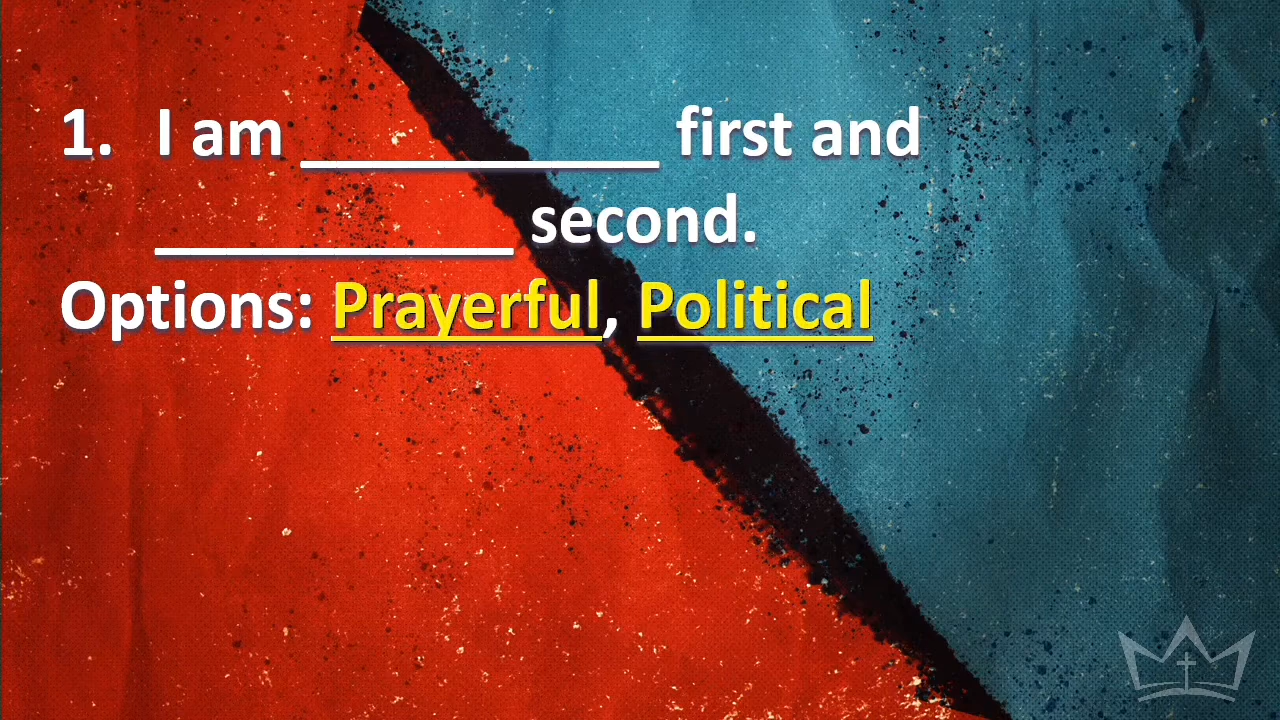 1. I am ___________ first and
___________ second.
Options: Prayerful, Political